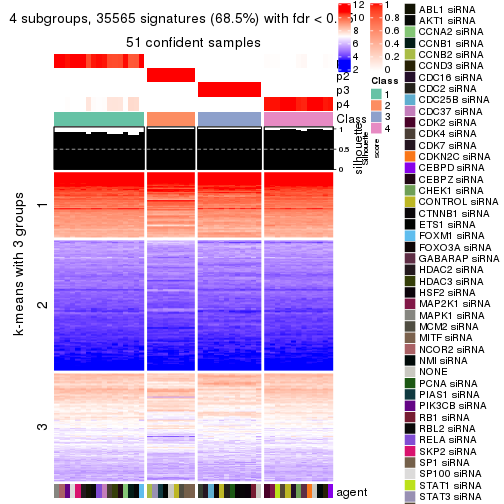 4 subgroups, 35565 signatures (68.5%) with fdr < 0.
51 confident samples
p2
p3
p4
Class
silhouette
1
0.5
0
k-means with 3 groups
1
2
3
agent
12
10
8
6
4
2
1
0.8
0.6
0.4
0.2
0
Class
1
2
3
4
Silhouette
score
ABL1 siRNA
AKT1 siRNA
CCNA2 siRNA
CCNB1 siRNA
CCNB2 siRNA
CCND3 siRNA
CDC16 siRNA
CDC2 siRNA
CDC25B siRNA
CDC37 siRNA
CDK2 siRNA
CDK4 siRNA
CDK7 siRNA
CDKN2C siRNA
CEBPD siRNA
CEBPZ siRNA
CHEK1 siRNA
CONTROL siRNA
CTNNB1 siRNA
ETS1 siRNA
FOXM1 siRNA
FOXO3A siRNA
GABARAP siRNA
HDAC2 siRNA
HDAC3 siRNA
HSF2 siRNA
MAP2K1 siRNA
MAPK1 siRNA
MCM2 siRNA
MITF siRNA
NCOR2 siRNA
NMI siRNA
NONE
PCNA siRNA
PIAS1 siRNA
PIK3CB siRNA
RB1 siRNA
RBL2 siRNA
RELA siRNA
SKP2 siRNA
SP1 siRNA
SP100 siRNA
STAT1 siRNA
STAT3 siRNA